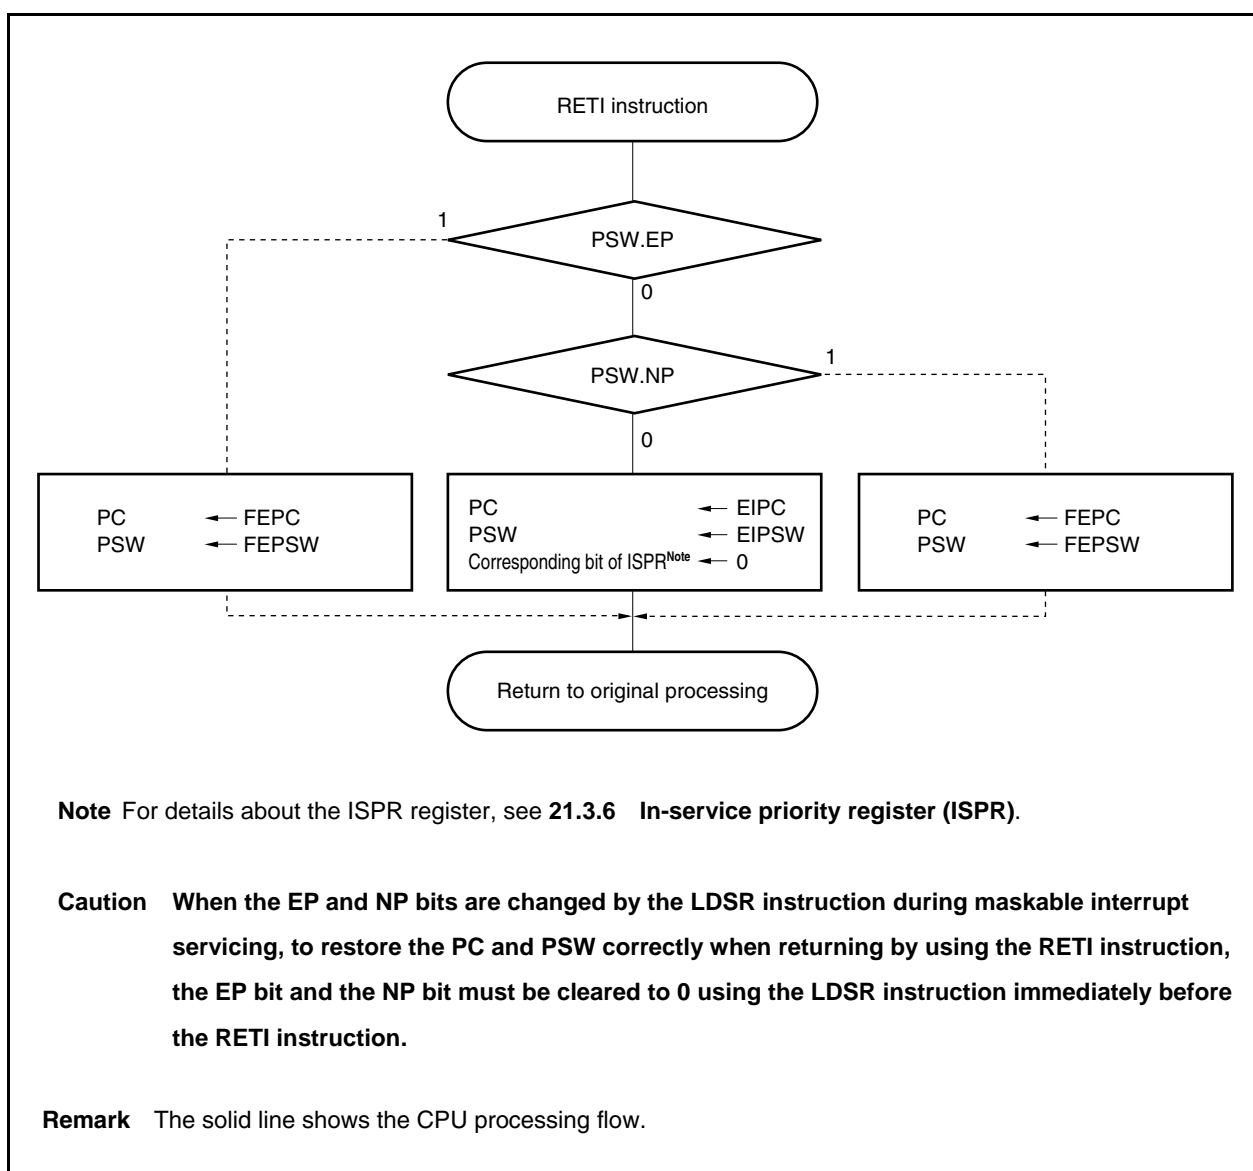 RETI instruction
1
PSW.EP
0
1
PSW.NP
0
PC ← FEPC
PSW ← FEPSW
PC ← EIPC
PSW ← EIPSW
Corresponding bit of ISPRNote ← 0
PC ← FEPC
PSW ← FEPSW
Return to original processing
Note For details about the ISPR register, see 21.3.6 In-service priority register (ISPR).
Caution When the EP and NP bits are changed by the LDSR instruction during maskable interrupt
servicing, to restore the PC and PSW correctly when returning by using the RETI instruction,
the EP bit and the NP bit must be cleared to 0 using the LDSR instruction immediately before
the RETI instruction.
Remark The solid line shows the CPU processing flow.